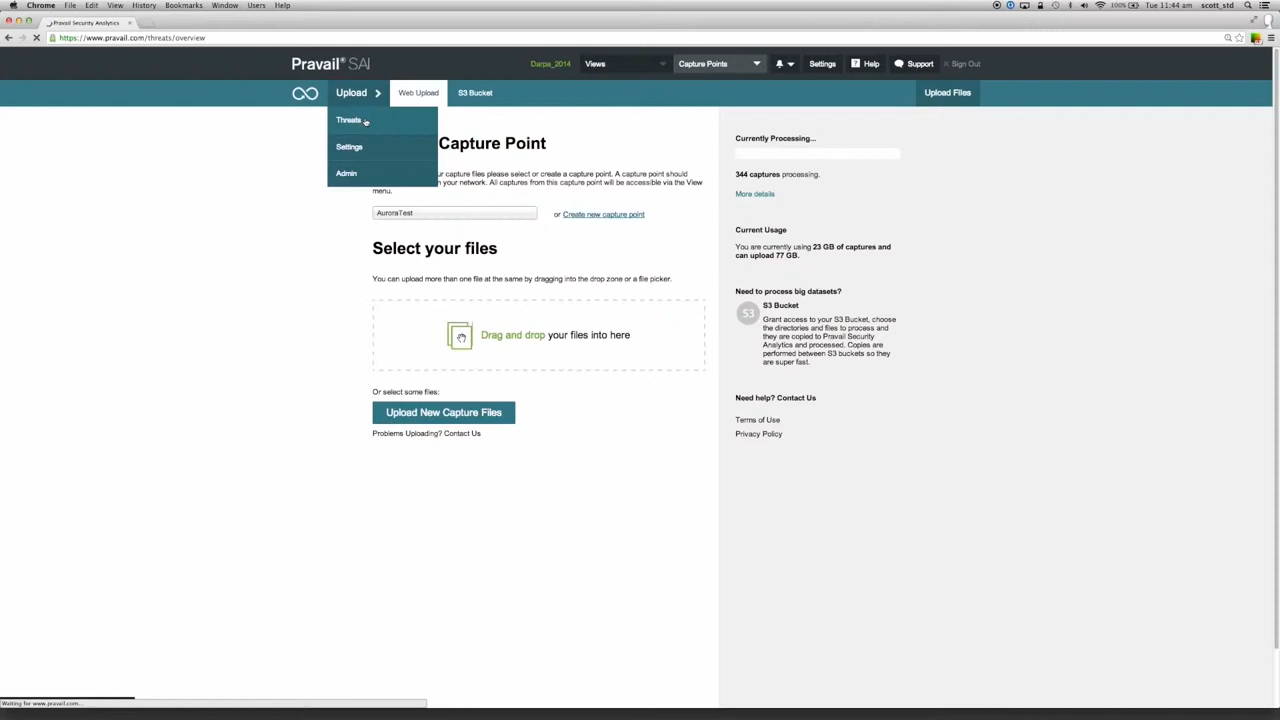 Chrome File Edit View History Bookmarks Window Users Help
100% Tue 11:44 am scott_std
Pravail Security Analytics
https://www.pravail.com/threats/overview
Pravail® SAI
Darpa_2014 Views Capture Points Settings ? Help Support × Sign Out
Upload Web Upload S3 Bucket Upload Files
Threats
Settings
Admin
Capture Point
capture files please select or create a capture point. A capture point should
n your network. All captures from this capture point will be accessible via the View
menu.
AuroraTest or Create new capture point
Select your files
You can upload more than one file at the same by dragging into the drop zone or a file picker.
Drag and drop your files into here
Or select some files:
Upload New Capture Files
Problems Uploading? Contact Us
Currently Processing...
344 captures processing.
More details
Current Usage
You are currently using 23 GB of captures and
can upload 77 GB.
Need to process big datasets?
S3
S3 Bucket
Grant access to your S3 Bucket, choose
the directories and files to process and
they are copied to Pravail Security
Analytics and processed. Copies are
performed between S3 buckets so they
are super fast.
Need help? Contact Us
Terms of Use
Privacy Policy
Waiting for www.pravail.com...